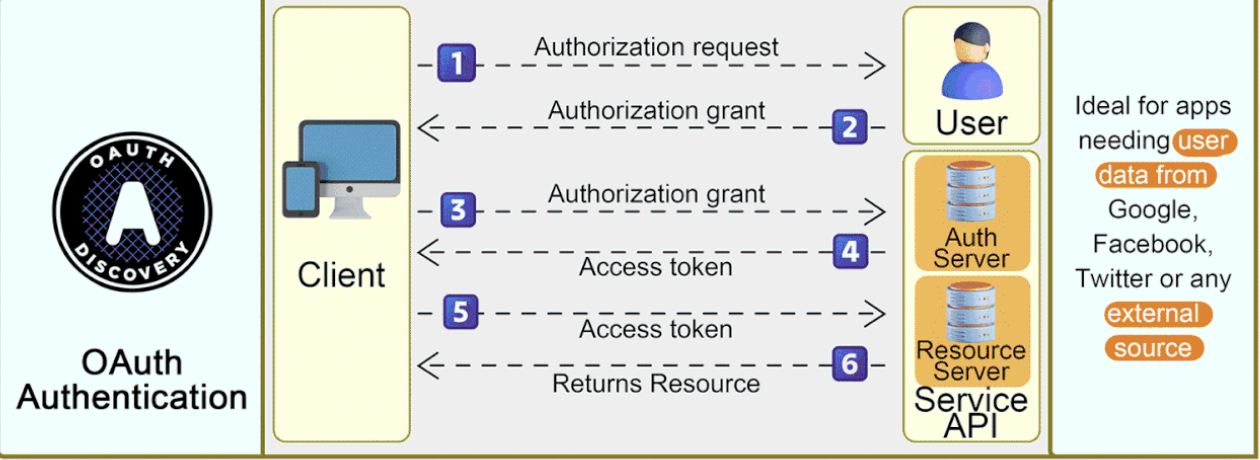 OAUTH
A
DISCOVERY
OAuth
Authentication
Client
1
Authorization request
Authorization grant
2
3
Authorization grant
4
Access token
5
Access token
6
Returns Resource
User
Auth
Server
Resource
Server
Service
API
Ideal for apps
needing user
data from
Google,
Facebook,
Twitter or any
external
source